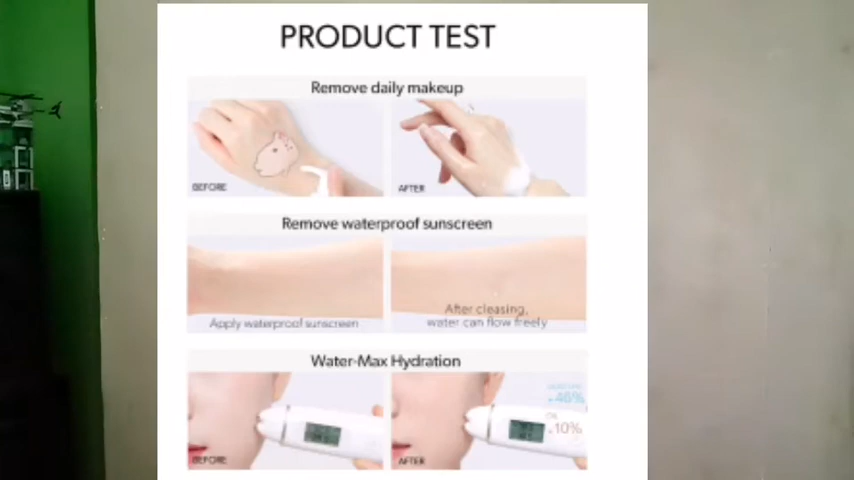 PRODUCT TEST
Remove daily makeup
BEFORE
AFTER
Remove waterproof sunscreen
Apply waterproof sunscreen
After cleasing,
water can flow freely
Water-Max Hydration
46%
10%
BEFORE
AFTER